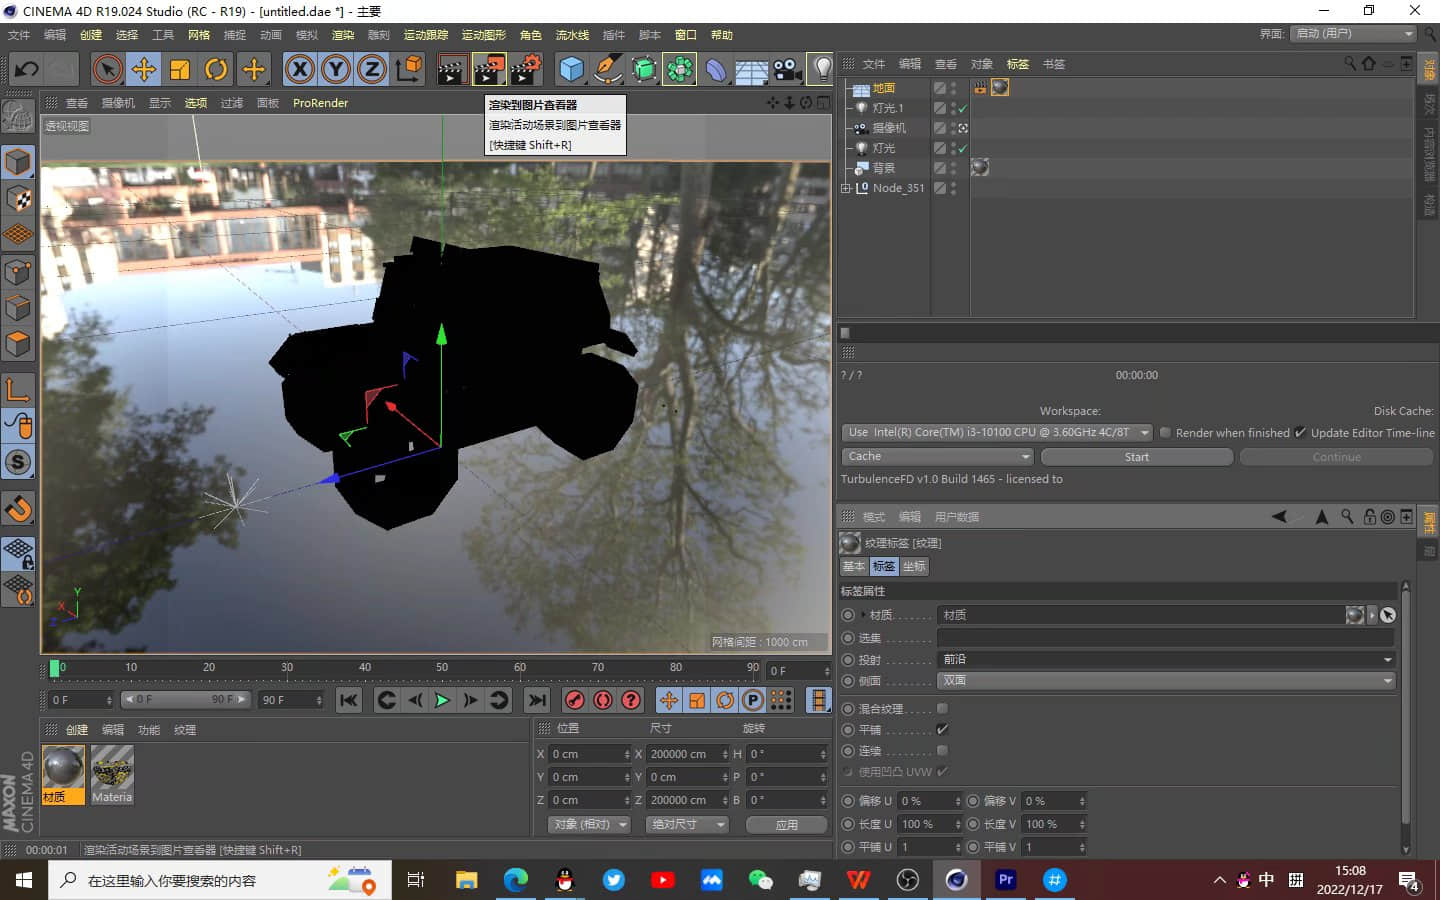 CINEMA 4D R19.024 Studio (RC - R19) - [untitled.dae *] - 主要
文件 编辑 创建 选择 工具 网格 捕捉 动画 模拟 渲染 雕刻 运动跟踪 运动图形 角色 流水线 插件 脚本 窗口 帮助
界面: 启动 (用户)
查看 摄像机 显示 选项 过滤 面板 ProRender
透视视图
渲染到图片查看器
渲染活动场景到图片查看器
[快捷键 Shift+R]
网格间距 : 1000 cm
Y
X
Z
文件 编辑 查看 对象 标签 书签
地面
灯光.1
摄像机
灯光
背景
Node_351
对象
场次
内容浏览器
构造
? / ? 00:00:00
Workspace: Disk Cache:
Use Intel(R) Core(TM) i3-10100 CPU @ 3.60GHz 4C/8T Render when finished Update Editor Time-line
Cache Start Continue
TurbulenceFD v1.0 Build 1465 - licensed to
模式 编辑 用户数据
属性
层
纹理标签 [纹理]
基本 标签 坐标
标签属性
材质 . . . . . . 材质
选集 . . . . . . .
投射 . . . . . . . 前沿
侧面 . . . . . . . 双面
混合纹理 . . . .
平铺 . . . . . . .
连续 . . . . . . .
使用凹凸 UVW
偏移 U 0 % 偏移 V 0 %
长度 U 100 % 长度 V 100 %
平铺 U 1 平铺 V 1
0 10 20 30 40 50 60 70 80 90 0 F
0 F 0 F 90 F 90 F
创建 编辑 功能 纹理
材质 Materia
位置 尺寸 旋转
X 0 cm X 200000 cm H 0 °
Y 0 cm Y 0 cm P 0 °
Z 0 cm Z 200000 cm B 0 °
对象 (相对) 绝对尺寸 应用
MAXON
CINEMA 4D
00:00:01 渲染活动场景到图片查看器 [快捷键 Shift+R]
在这里输入你要搜索的内容
Pr
中 拼
15:08
2022/12/17
4